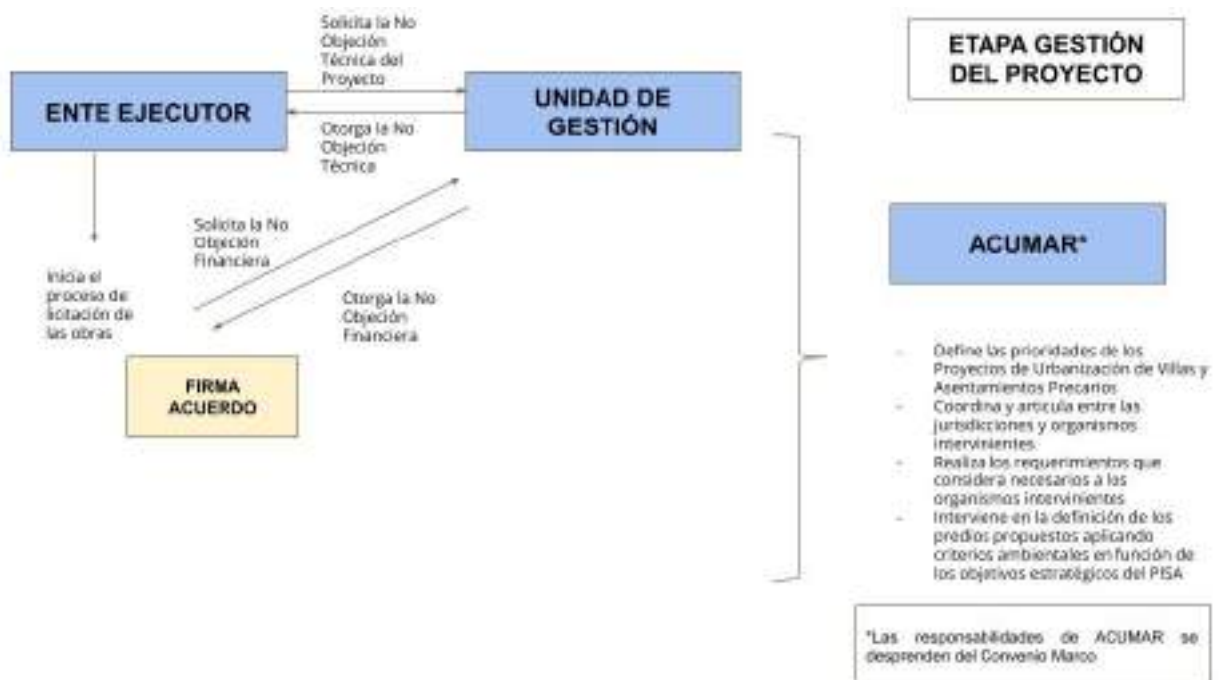 Solicita la No
Objeción
Técnica del
Proyecto
ETAPA GESTIÓN
DEL PROYECTO
ENTE EJECUTOR
UNIDAD DE
GESTIÓN
Otorga la No
Objeción
Técnica
Solicita la No
Objeción
Financiera
ACUMAR*
Inicia el
proceso de
licitación de
las obras
Otorga la No
Objeción
Financiera
FIRMA
ACUERDO
- Define las prioridades de los
Proyectos de Urbanización de Villas y
Asentamientos Precarios
- Coordina y articula entre las
jurisdicciones y organismos
intervinientes
- Realiza los requerimientos que
considera necesarios a los
organismos intervinientes
- Interviene en la definición de los
predios propuestos aplicando
criterios ambientales en función de
los objetivos estratégicos del PISA
*Las responsabilidades de ACUMAR se
desprenden del Convenio Marco